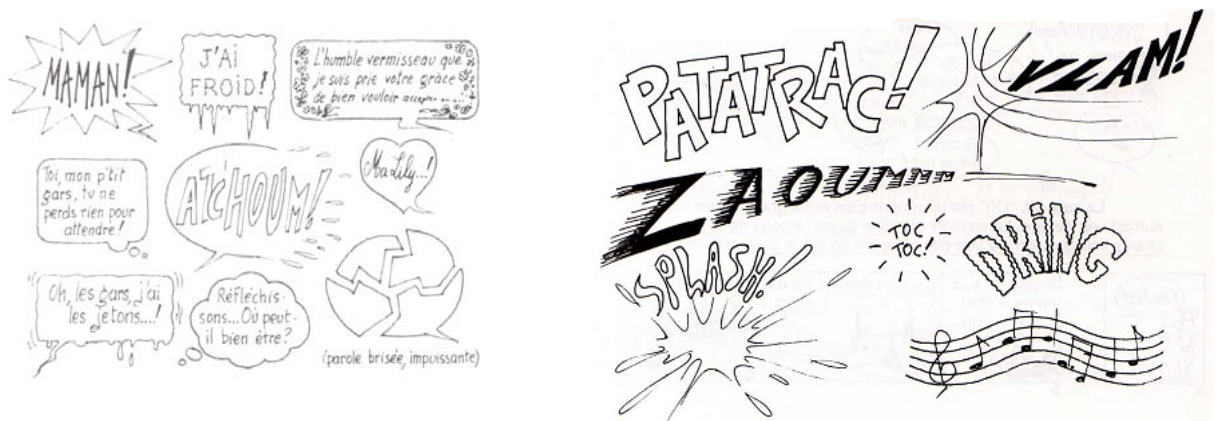 MAMAN!
J'Ai
FROiD!
L'humble vermisseau que
je suis prie votre grâce
de bien vouloir accepter.......
Toi, mon p'tit
gars, tu ne
perds rien pour
attendre!
ATCHOUM!
Ma Lily...!
Oh, les gars, j'ai
les jetons....!
Réfléchis-
sons... Où peut-
il bien être?
(parole brisée, impuissante)
PATATRAC!
VLAM!
ZAOUMMM
TOC
TOC!
DRiNG
SPLASH!